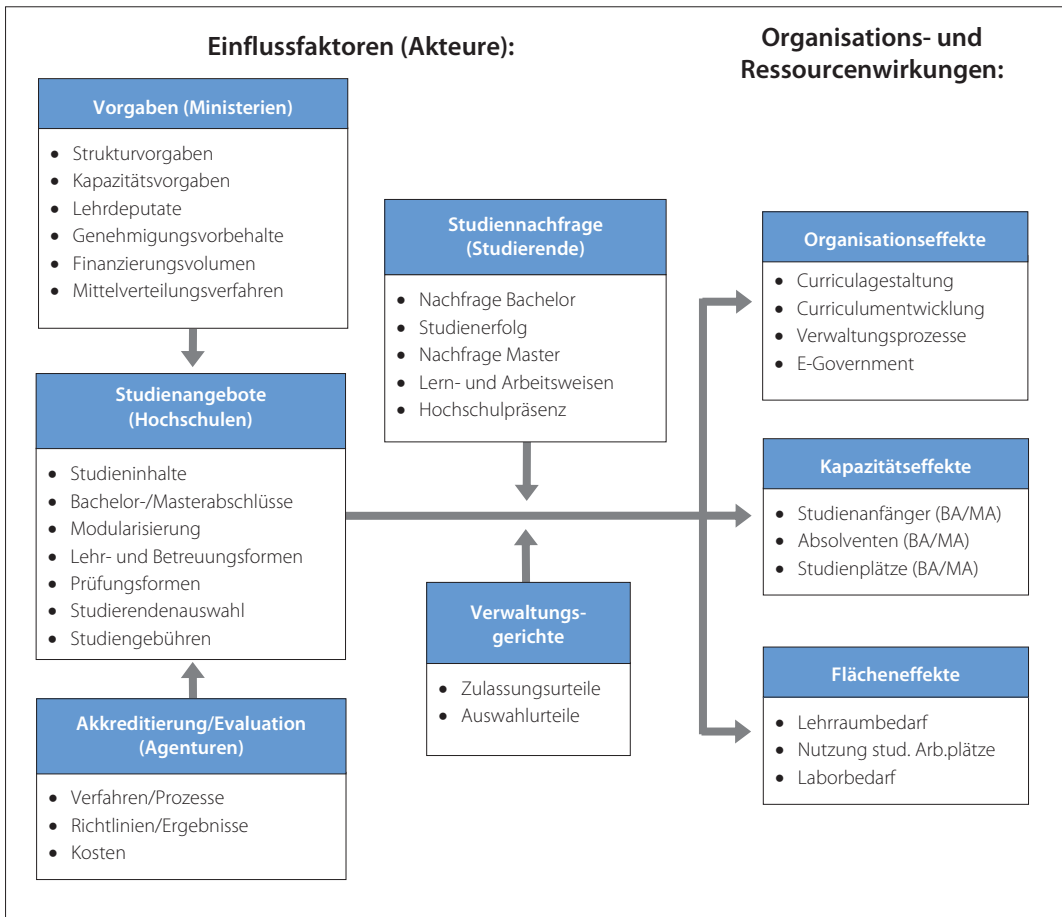 Einflussfaktoren (Akteure):
Organisations- und
Ressourcenwirkungen:
Vorgaben (Ministerien)
• Strukturvorgaben
• Kapazitätsvorgaben
• Lehrdeputate
• Genehmigungsvorbehalte
• Finanzierungsvolumen
• Mittelverteilungsverfahren
Studienangebote
(Hochschulen)
• Studieninhalte
• Bachelor-/Masterabschlüsse
• Modularisierung
• Lehr- und Betreuungsformen
• Prüfungsformen
• Studierendenauswahl
• Studiengebühren
Akkreditierung/Evaluation
(Agenturen)
• Verfahren/Prozesse
• Richtlinien/Ergebnisse
• Kosten
Studiennachfrage
(Studierende)
• Nachfrage Bachelor
• Studienerfolg
• Nachfrage Master
• Lern- und Arbeitsweisen
• Hochschulpräsenz
Verwaltungs-
gerichte
• Zulassungsurteile
• Auswahlurteile
Organisationseffekte
• Curriculagestaltung
• Curriculumentwicklung
• Verwaltungsprozesse
• E-Government
Kapazitätseffekte
• Studienanfänger (BA/MA)
• Absolventen (BA/MA)
• Studienplätze (BA/MA)
Flächeneffekte
• Lehrraumbedarf
• Nutzung stud. Arb.plätze
• Laborbedarf